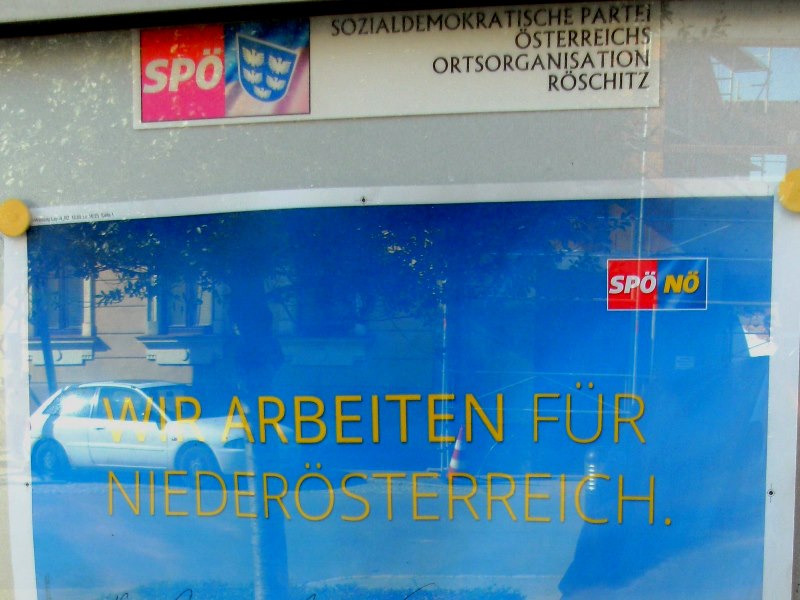 SPÖ
SOZIALDEMOKRATISCHE PARTEI
ÖSTERREICHS
ORTSORGANISATION
RÖSCHITZ
SPÖ NÖ
WIR ARBEITEN FÜR
NIEDERÖSTERREICH.